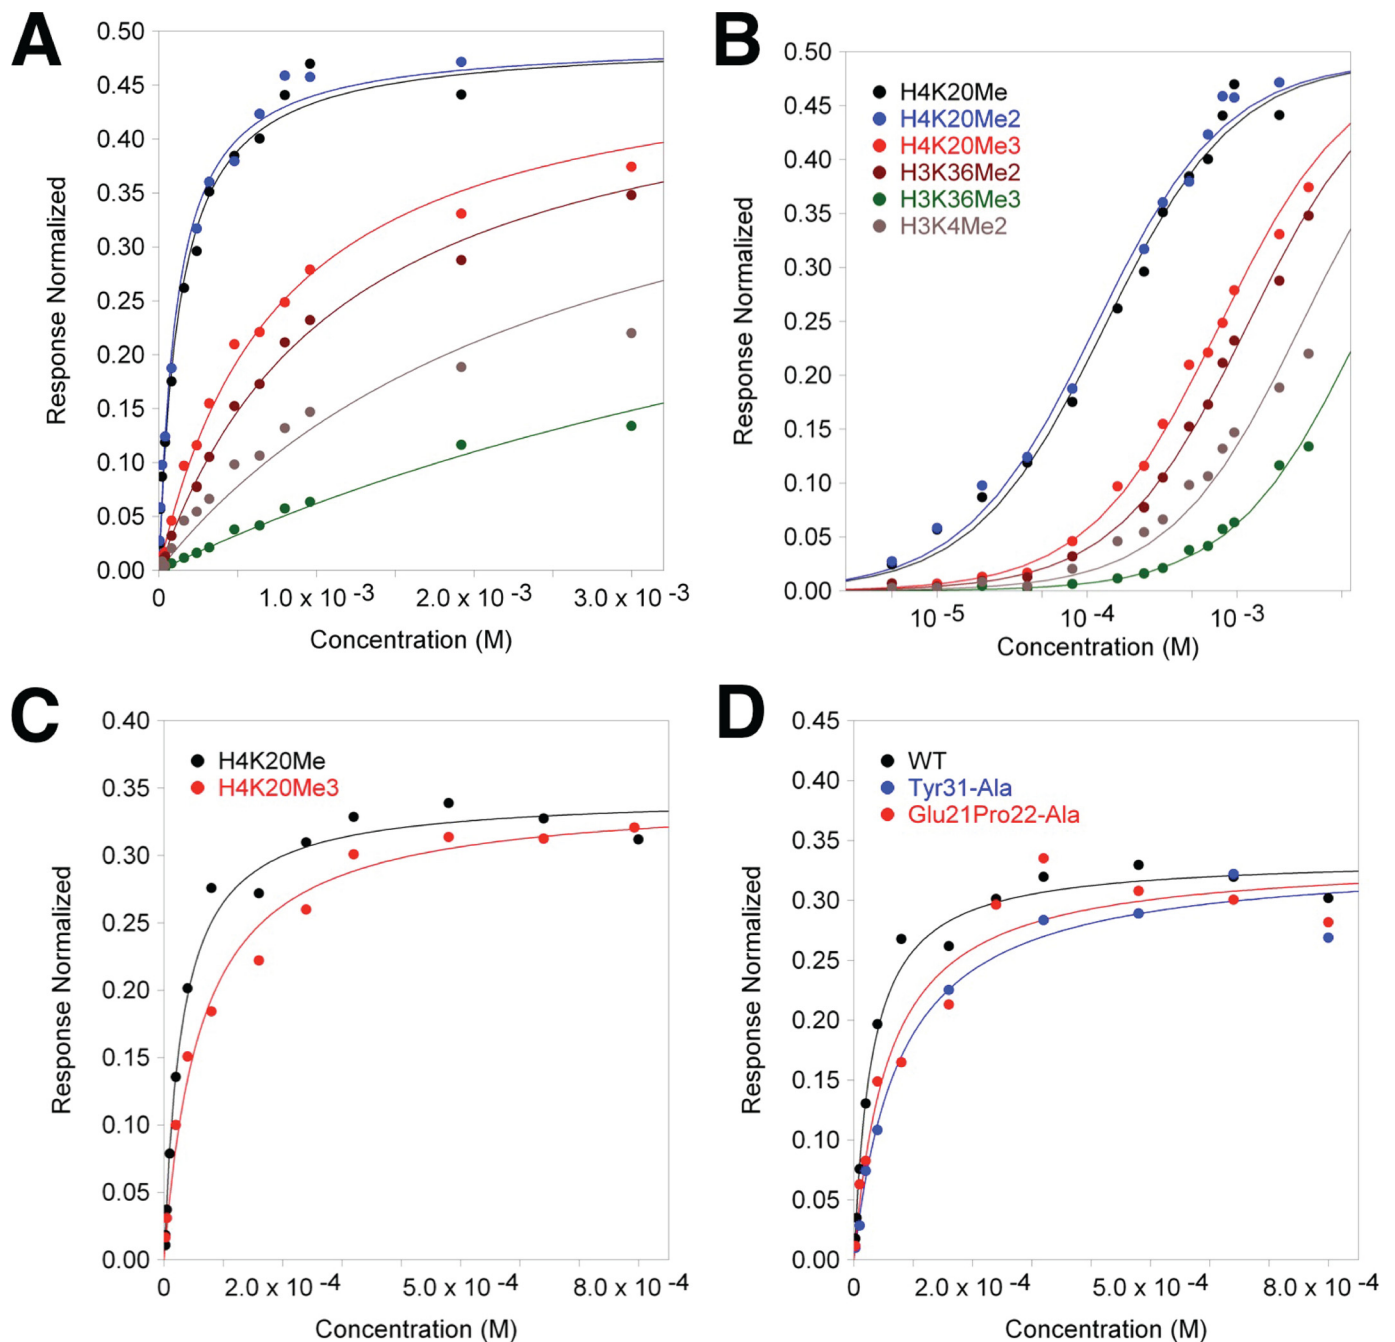 A
0.50
0.45
0.40
0.35
0.30
0.25
0.20
0.15
0.10
0.05
0.00
Response Normalized
0
1.0 x 10 -3
2.0 x 10 -3
3.0 x 10 -3
Concentration (M)
B
0.50
0.45
0.40
0.35
0.30
0.25
0.20
0.15
0.10
0.05
0.00
Response Normalized
H4K20Me
H4K20Me2
H4K20Me3
H3K36Me2
H3K36Me3
H3K4Me2
10 -5
10 -4
10 -3
Concentration (M)
C
0.40
0.35
0.30
0.25
0.20
0.15
0.10
0.05
0.00
Response Normalized
H4K20Me
H4K20Me3
0
2.0 x 10 -4
5.0 x 10 -4
8.0 x 10 -4
Concentration (M)
D
0.45
0.40
0.35
0.30
0.25
0.20
0.15
0.10
0.05
0.00
Response Normalized
WT
Tyr31-Ala
Glu21Pro22-Ala
0
2.0 x 10 -4
5.0 x 10 -4
8.0 x 10 -4
Concentration (M)